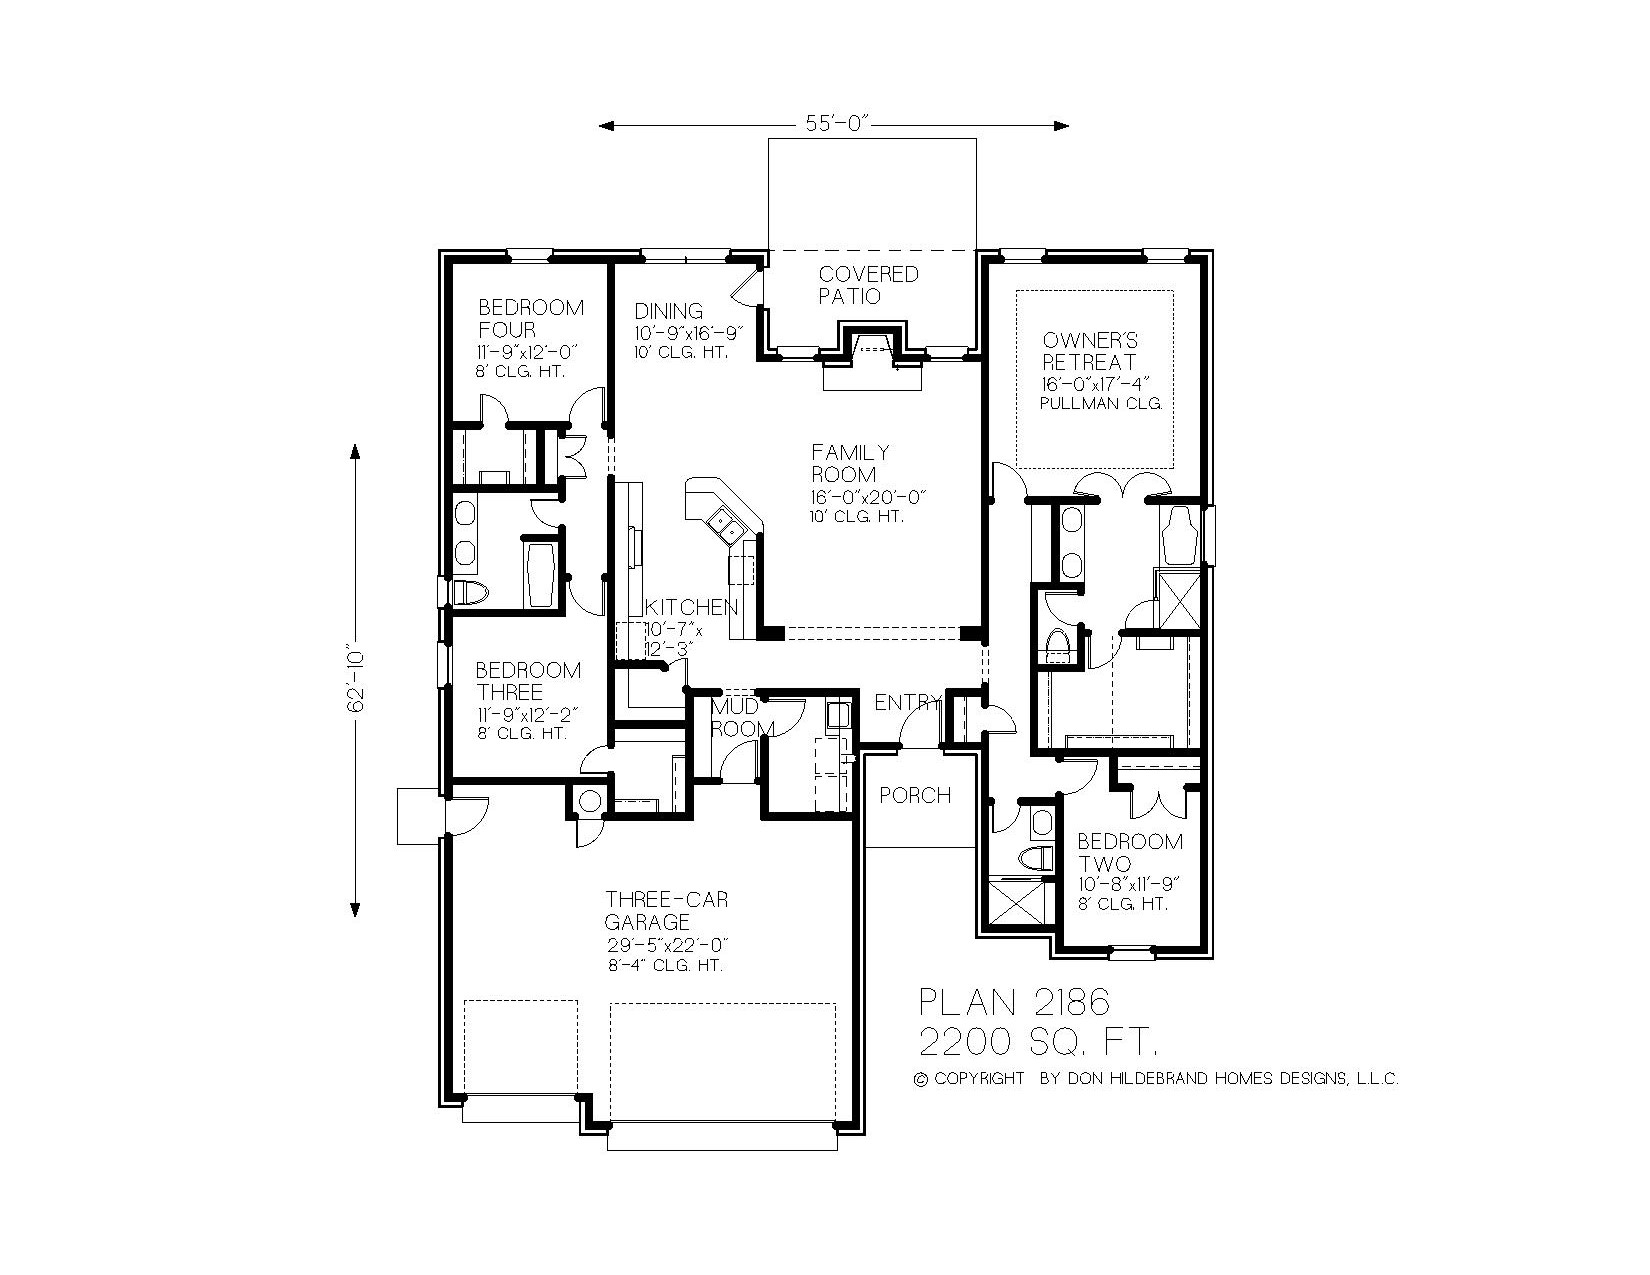 55'-0"
COVERED
PATIO
BEDROOM
FOUR
11'-9"x12'-0"
8' CLG. HT.
DINING
10'-9"x16'-9"
10' CLG. HT.
OWNER'S
RETREAT
16'-0"x17'-4"
PULLMAN CLG.
FAMILY
ROOM
16'-0"x20'-0"
10' CLG. HT.
62'-10"
KITCHEN
10'-7"x
12'-3"
BEDROOM
THREE
11'-9"x12'-2"
8' CLG. HT.
MUD
ROOM
ENTRY
PORCH
BEDROOM
TWO
10'-8"x11'-9"
8' CLG. HT.
THREE-CAR
GARAGE
29'-5"x22'-0"
8'-4" CLG. HT.
PLAN 2186
2200 SQ. FT.
© COPYRIGHT BY DON HILDEBRAND HOMES DESIGNS, L.L.C.